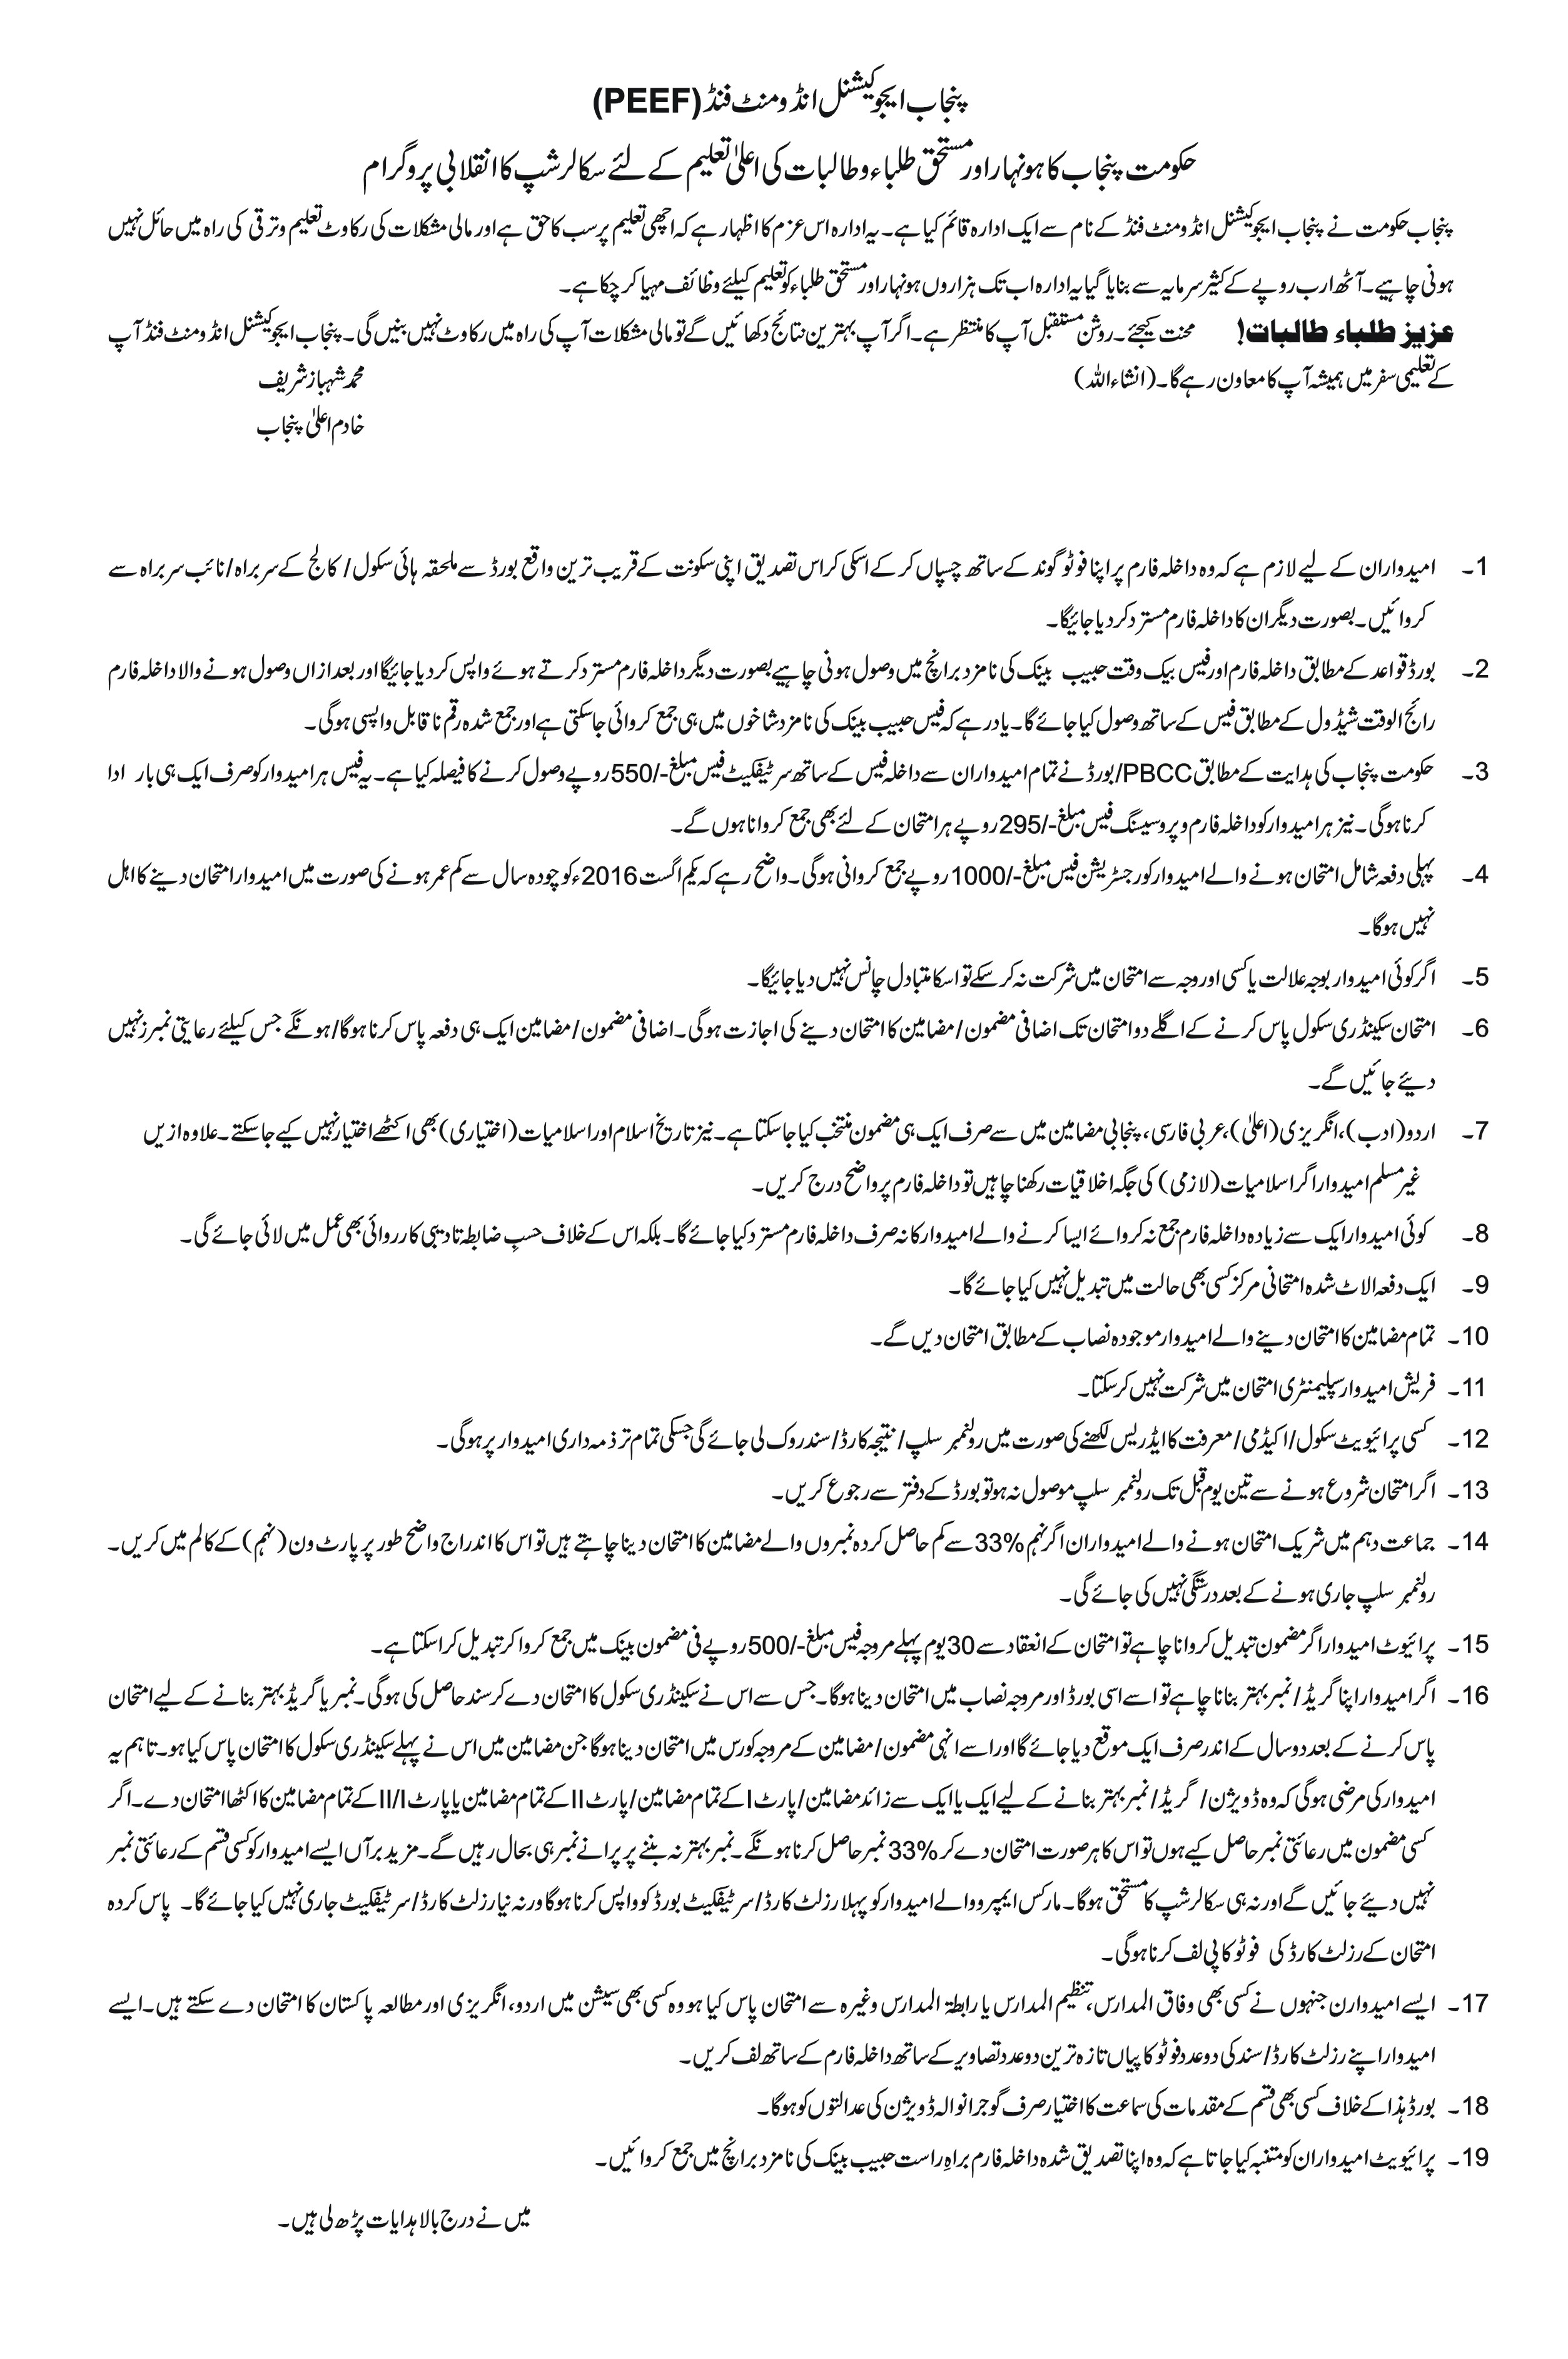 پنجاب ایجوکیشنل انڈومنٹ فنڈ (PEEF)
حکومت پنجاب کا ہونہار اور مستحق طلباء و طالبات کی اعلیٰ تعلیم کے لئے سکالرشپ کا انقلابی پروگرام
پنجاب حکومت نے پنجاب ایجوکیشنل انڈومنٹ فنڈ کے نام سے ایک ادارہ قائم کیا ہے۔ یہ ادارہ اس عزم کا اظہار ہے کہ اچھی تعلیم پر سب کا حق ہے اور مالی مشکلات کی رکاوٹ تعلیم و ترقی کی راہ میں حائل نہیں
ہونی چاہیے۔ آٹھ ارب روپے کے کثیر سرمایہ سے بنایا گیا یہ ادارہ اب تک ہزاروں ہونہار اور مستحق طلباء کو تعلیم کیلئے وظائف مہیا کر چکا ہے۔
عزیز طلباء طالبات! محنت کیجئے۔ روشن مستقبل آپ کا منتظر ہے۔ اگر آپ بہترین نتائج دکھائیں گے تو مالی مشکلات آپ کی راہ میں رکاوٹ نہیں بنیں گی۔ پنجاب ایجوکیشنل انڈومنٹ فنڈ آپ
کے تعلیمی سفر میں ہمیشہ آپ کا معاون رہے گا۔ (انشاءاللہ) محمد شہباز شریف
خادم اعلیٰ پنجاب
1۔ امیدواران کے لیے لازم ہے کہ وہ داخلہ فارم پر اپنا فوٹو گوند کے ساتھ چسپاں کر کے اسکی کراس تصدیق اپنی سکونت کے قریب ترین واقع بورڈ سے ملحقہ ہائی سکول / کالج کے سربراہ / نائب سربراہ سے
کروائیں۔ بصورت دیگر ان کا داخلہ فارم مسترد کر دیا جائیگا۔
2۔ بورڈ قواعد کے مطابق داخلہ فارم اور فیس بیک وقت حبیب بینک کی نامزد برانچ میں وصول ہونی چاہیے بصورت دیگر داخلہ فارم مسترد کرتے ہوئے واپس کر دیا جائیگا اور بعد ازاں وصول ہونے والا داخلہ فارم
رائج الوقت شیڈول کے مطابق فیس کے ساتھ وصول کیا جائے گا۔ یاد رہے کہ فیس حبیب بینک کی نامزد شاخوں میں ہی جمع کروائی جاسکتی ہے اور جمع شدہ رقم ناقابل واپسی ہوگی۔
3۔ حکومت پنجاب کی ہدایت کے مطابق PBCC/بورڈ نے تمام امیدواران سے داخلہ فیس کے ساتھ سرٹیفکیٹ فیس مبلغ -/550 روپے وصول کرنے کا فیصلہ کیا ہے۔ یہ فیس ہر امیدوار کو صرف ایک ہی بار ادا
کرنا ہوگی۔ نیز ہر امیدوار کو داخلہ فارم و پروسیسنگ فیس مبلغ -/295 روپے ہر امتحان کے لئے بھی جمع کروانا ہوں گے۔
4۔ پہلی دفعہ شامل امتحان ہونے والے امیدوار کو رجسٹریشن فیس مبلغ -/1000 روپے جمع کروانی ہوگی۔ واضح رہے کہ یکم اگست 2016ء کو چودہ سال سے کم عمر ہونے کی صورت میں امیدوار امتحان دینے کا اہل
نہیں ہوگا۔
5۔ اگر کوئی امیدوار بوجہ علالت یا کسی اور وجہ سے امتحان میں شرکت نہ کر سکے تو اسکا متبادل چانس نہیں دیا جائیگا۔
6۔ امتحان سکینڈری سکول پاس کرنے کے اگلے دو امتحان تک اضافی مضمون / مضامین کا امتحان دینے کی اجازت ہوگی۔ اضافی مضمون / مضامین ایک ہی دفعہ پاس کرنا ہوگا / ہونگے جس کیلئے رعایتی نمبرز نہیں
دیئے جائیں گے۔
7۔ اردو (ادب)، انگریزی (اعلیٰ)، عربی فارسی، پنجابی مضامین میں سے صرف ایک ہی مضمون منتخب کیا جاسکتا ہے۔ نیز تاریخ اسلام اور اسلامیات (اختیاری) بھی اکٹھے اختیار نہیں کیے جاسکتے۔ علاوہ ازیں
غیر مسلم امیدوار اگر اسلامیات (لازمی) کی جگہ اخلاقیات رکھنا چاہیں تو داخلہ فارم پر واضح درج کریں۔
8۔ کوئی امیدوار ایک سے زیادہ داخلہ فارم جمع نہ کروائے ایسا کرنے والے امیدوار کا نہ صرف داخلہ فارم مسترد کیا جائے گا۔ بلکہ اس کے خلاف حسبِ ضابطہ تادیبی کارروائی بھی عمل میں لائی جائے گی۔
9۔ ایک دفعہ الاٹ شدہ امتحانی مرکز کسی بھی حالت میں تبدیل نہیں کیا جائے گا۔
10۔ تمام مضامین کا امتحان دینے والے امیدوار موجودہ نصاب کے مطابق امتحان دیں گے۔
11۔ فریش امیدوار سپلیمنٹری امتحان میں شرکت نہیں کر سکتا۔
12۔ کسی پرائیویٹ سکول / اکیڈمی / معرفت کا ایڈریس لکھنے کی صورت میں رولنمبر سلپ / نتیجہ کارڈ / سند روک لی جائے گی جسکی تمام تر ذمہ داری امیدوار پر ہوگی۔
13۔ اگر امتحان شروع ہونے سے تین یوم قبل تک رولنمبر سلپ موصول نہ ہو تو بورڈ کے دفتر سے رجوع کریں۔
14۔ جماعت دہم میں شریک امتحان ہونے والے امیدواران اگر نہم 33% سے کم حاصل کردہ نمبروں والے مضامین کا امتحان دینا چاہتے ہیں تو اس کا اندراج واضح طور پر پارٹ ون (نہم) کے کالم میں کریں۔
رولنمبر سلپ جاری ہونے کے بعد درستگی نہیں کی جائے گی۔
15۔ پرائیوٹ امیدوار اگر مضمون تبدیل کروانا چاہے تو امتحان کے انعقاد سے 30 یوم پہلے مروجہ فیس مبلغ -/500 روپے فی مضمون بینک میں جمع کروا کر تبدیل کراسکتا ہے۔
16۔ اگر امیدوار اپنا گریڈ / نمبر بہتر بنانا چاہے تو اسے اسی بورڈ اور مروجہ نصاب میں امتحان دینا ہوگا۔ جس سے اس نے سکینڈری سکول کا امتحان دے کر سند حاصل کی ہوگی۔ نمبر یا گریڈ بہتر بنانے کے لیے امتحان
پاس کرنے کے بعد دو سال کے اندر صرف ایک موقع دیا جائے گا اور اسے انہی مضمون / مضامین کے مروجہ کورس میں امتحان دینا ہوگا جن مضامین میں اس نے پہلے سکینڈری سکول کا امتحان پاس کیا ہو۔ تاہم یہ
امیدوار کی مرضی ہوگی کہ وہ ڈویژن / گریڈ / نمبر بہتر بنانے کے لیے ایک یا ایک سے زائد مضامین / پارٹ I کے تمام مضامین / پارٹ II کے تمام مضامین یا پارٹ II/I کے تمام مضامین کا اکٹھا امتحان دے۔ اگر
کسی مضمون میں رعائتی نمبر حاصل کیے ہوں تو اس کا ہر صورت امتحان دے کر 33% نمبر حاصل کرنا ہونگے۔ نمبر بہتر نہ بننے پر پرانے نمبر ہی بحال رہیں گے۔ مزید برآں ایسے امیدوار کو کسی قسم کے رعائتی نمبر
نہیں دیئے جائیں گے اور نہ ہی سکالرشپ کا مستحق ہوگا۔ مارکس ایمپروو والے امیدوار کو پہلا رزلٹ کارڈ / سرٹیفکیٹ بورڈ کو واپس کرنا ہوگا ورنہ نیا رزلٹ کارڈ / سرٹیفکیٹ جاری نہیں کیا جائے گا۔ پاس کردہ
امتحان کے رزلٹ کارڈ کی فوٹو کاپی لف کرنا ہوگی۔
17۔ ایسے امیدوارن جنہوں نے کسی بھی وفاق المدارس، تنظیم المدارس یا رابطۃ المدارس وغیرہ سے امتحان پاس کیا ہو وہ کسی بھی سیشن میں اردو، انگریزی اور مطالعہ پاکستان کا امتحان دے سکتے ہیں۔ ایسے
امیدوار اپنے رزلٹ کارڈ / سند کی دو عدد فوٹو کاپیاں تازہ ترین دو عدد تصاویر کے ساتھ داخلہ فارم کے ساتھ لف کریں۔
18۔ بورڈ ہذا کے خلاف کسی بھی قسم کے مقدمات کی سماعت کا اختیار صرف گوجرانوالہ ڈویژن کی عدالتوں کو ہوگا۔
19۔ پرائیویٹ امیدواران کو متنبہ کیا جاتا ہے کہ وہ اپنا تصدیق شدہ داخلہ فارم براہِ راست حبیب بینک کی نامزد برانچ میں جمع کروائیں۔
میں نے درج بالا ہدایات پڑھ لی ہیں۔